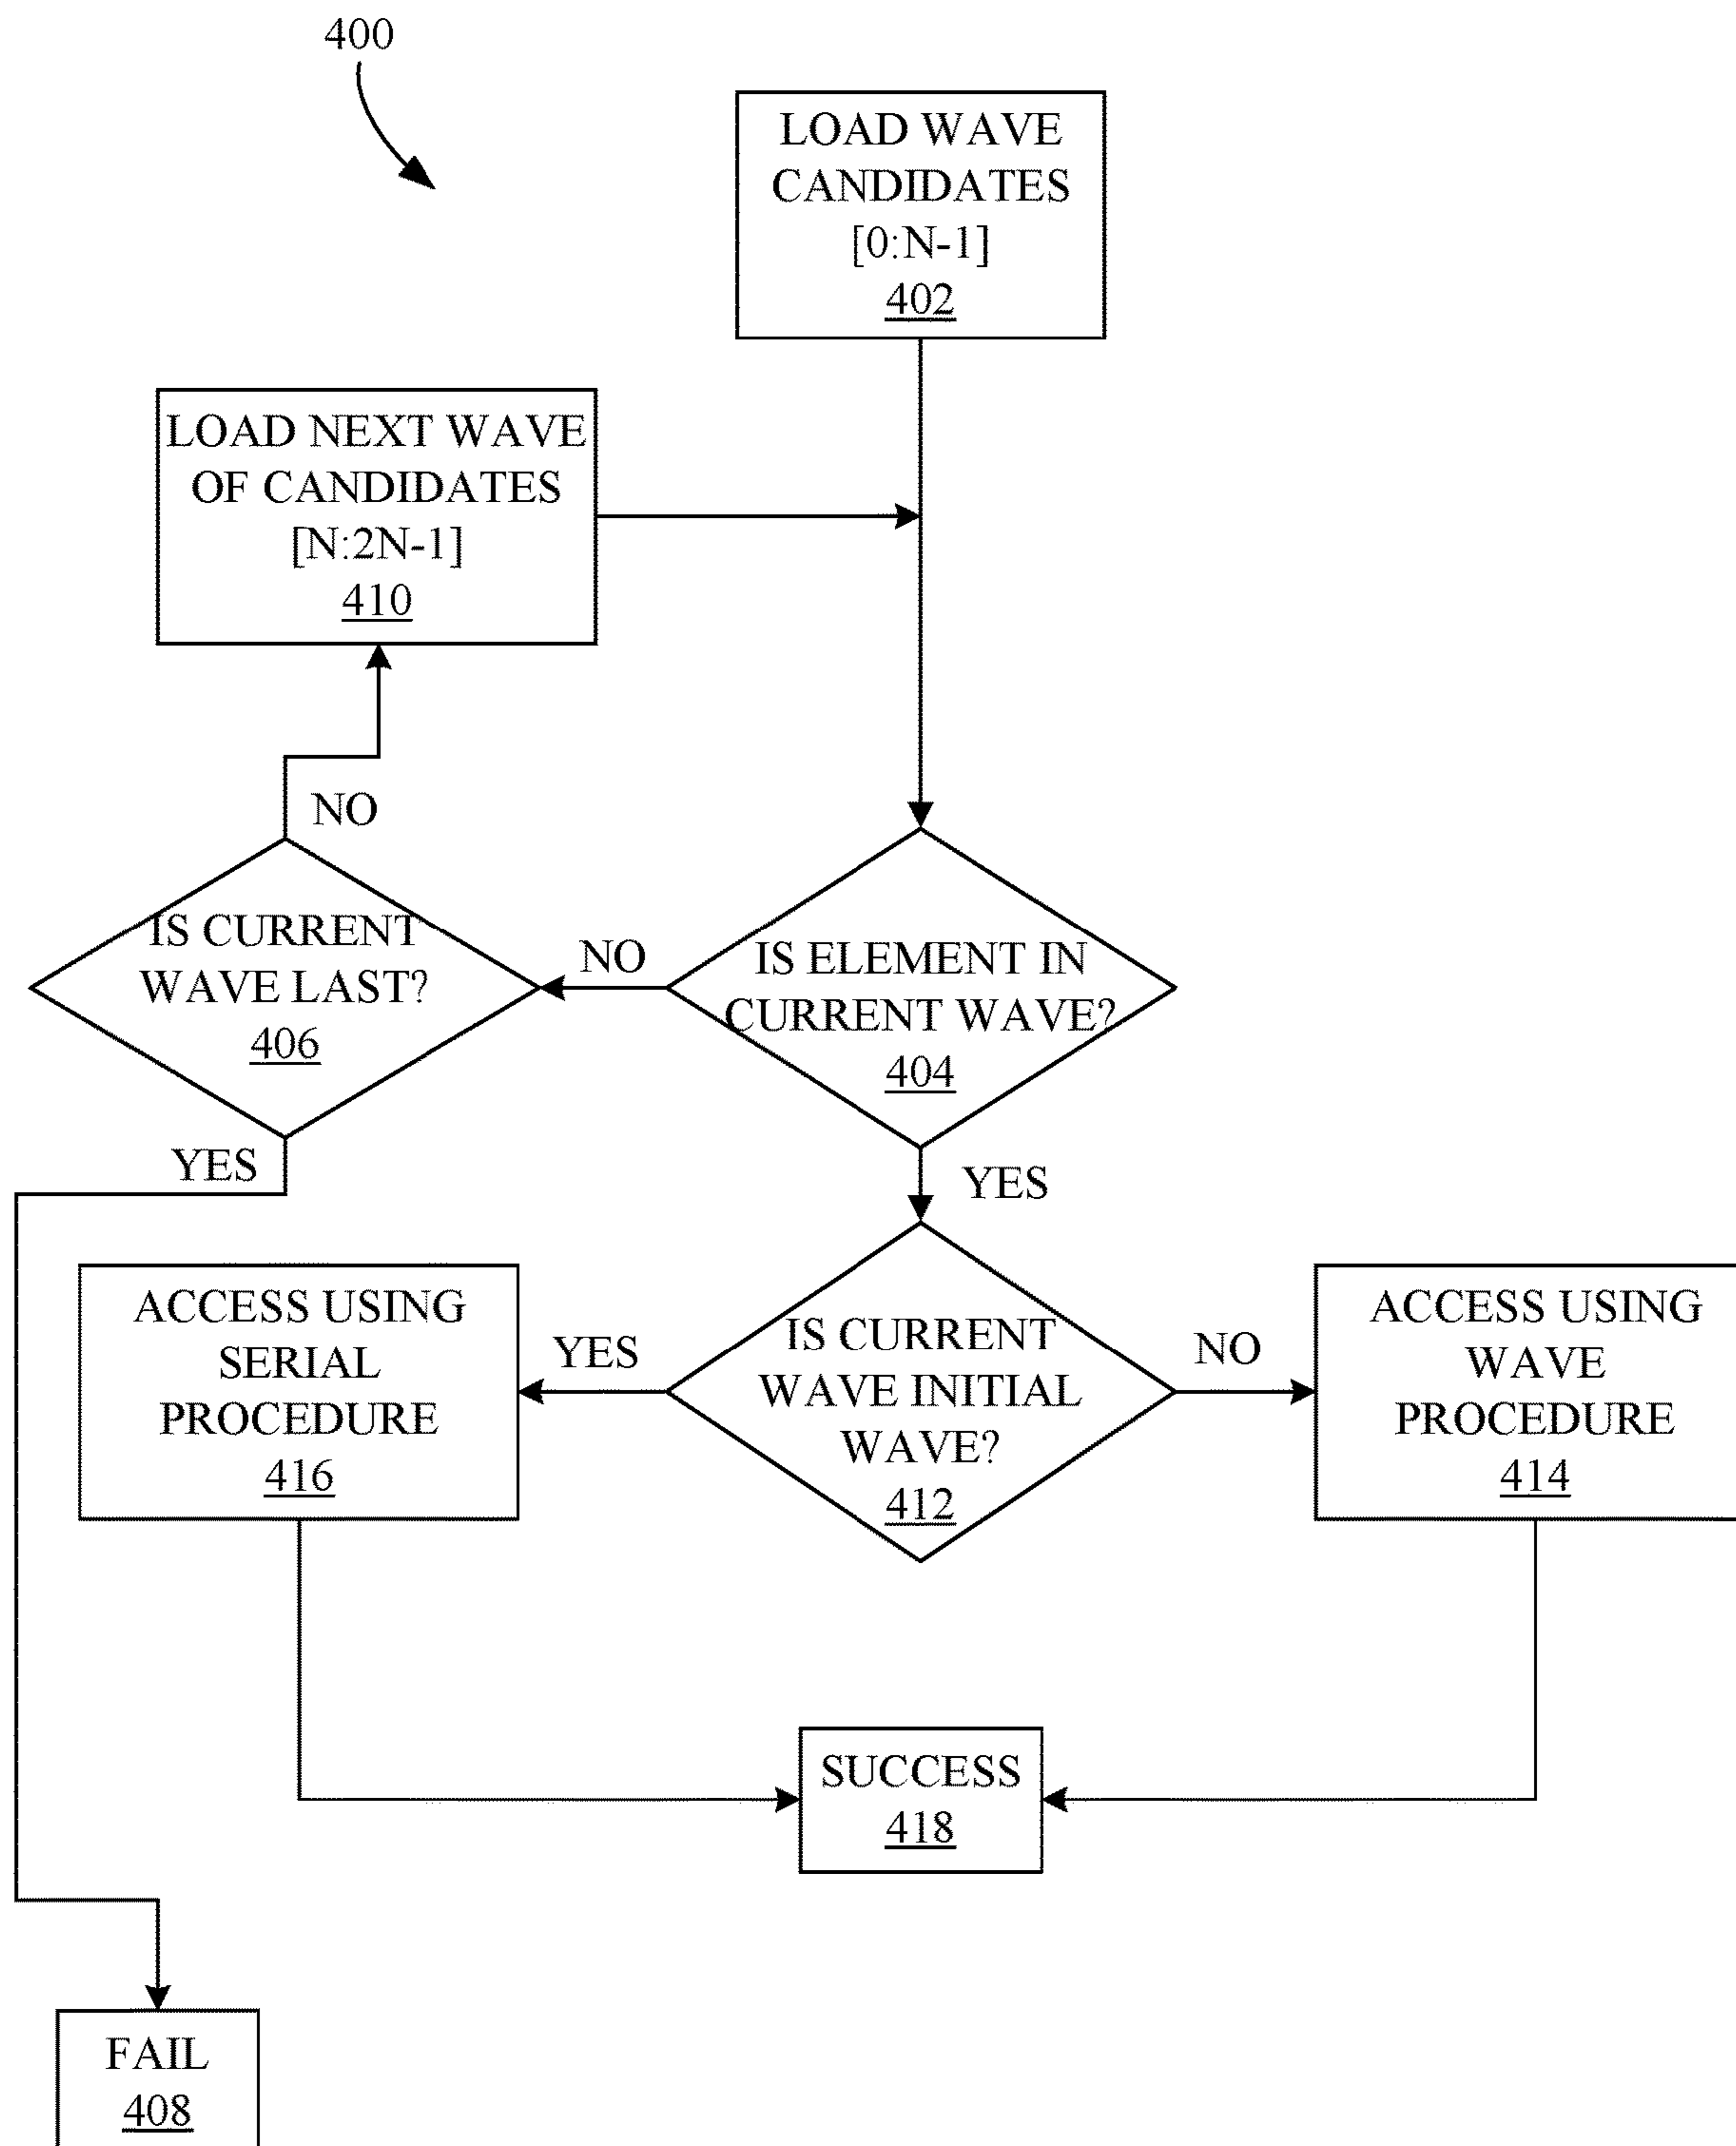 400
LOAD WAVE
CANDIDATES
[0:N-1]
402
LOAD NEXT WAVE
OF CANDIDATES
[N:2N-1]
410
NO
IS CURRENT
WAVE LAST?
406
NO
IS ELEMENT IN
CURRENT WAVE?
404
YES
YES
ACCESS USING
SERIAL
PROCEDURE
416
YES
IS CURRENT
WAVE INITIAL
WAVE?
412
NO
ACCESS USING
WAVE
PROCEDURE
414
SUCCESS
418
FAIL
408